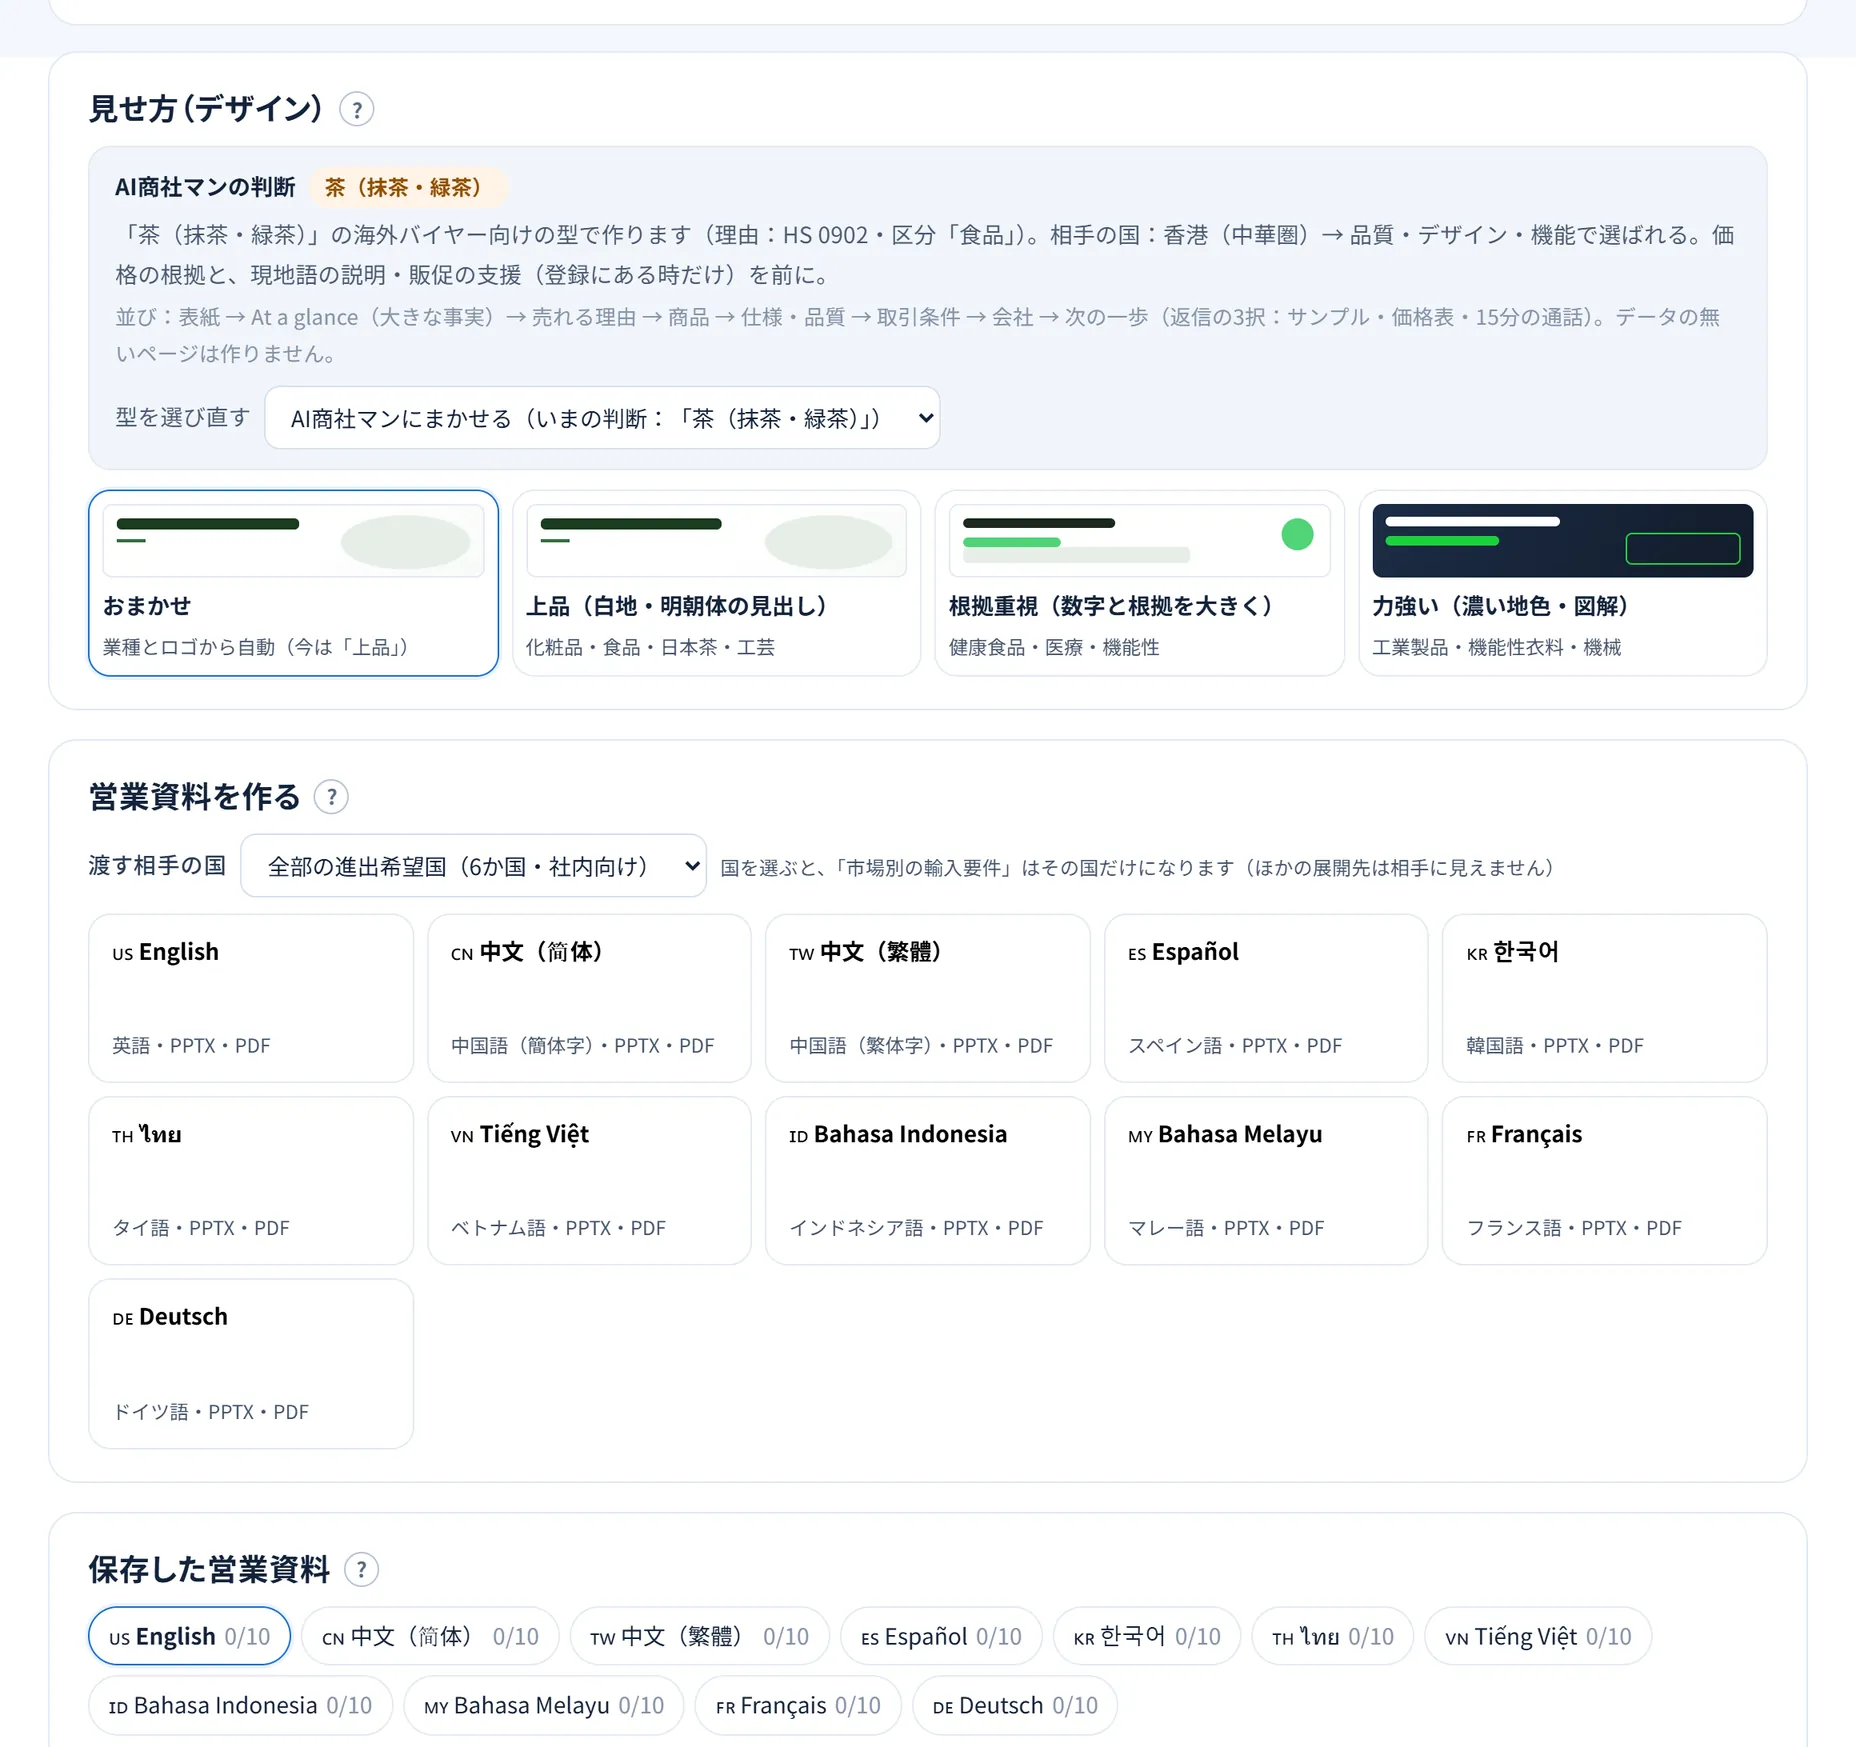 見せ方（デザイン） ?
AI商社マンの判断 茶（抹茶・緑茶）
「茶（抹茶・緑茶）」の海外バイヤー向けの型で作ります（理由：HS 0902・区分「食品」）。相手の国：香港（中華圏）→ 品質・デザイン・機能で選ばれる。価
格の根拠と、現地語の説明・販促の支援（登録にある時だけ）を前に。
並び：表紙 → At a glance（大きな事実）→ 売れる理由 → 商品 → 仕様・品質 → 取引条件 → 会社 → 次の一歩（返信の3択：サンプル・価格表・15分の通話）。データの無
いページは作りません。
型を選び直す AI商社マンにまかせる（いまの判断：「茶（抹茶・緑茶）」）
おまかせ
業種とロゴから自動（今は「上品」）
上品（白地・明朝体の見出し）
化粧品・食品・日本茶・工芸
根拠重視（数字と根拠を大きく）
健康食品・医療・機能性
力強い（濃い地色・図解）
工業製品・機能性衣料・機械
営業資料を作る ?
渡す相手の国 全部の進出希望国（6か国・社内向け） 国を選ぶと、「市場別の輸入要件」はその国だけになります（ほかの展開先は相手に見えません）
US English
英語・PPTX・PDF
CN 中文（简体）
中国語（簡体字）・PPTX・PDF
TW 中文（繁體）
中国語（繁体字）・PPTX・PDF
ES Español
スペイン語・PPTX・PDF
KR 한국어
韓国語・PPTX・PDF
TH ไทย
タイ語・PPTX・PDF
VN Tiếng Việt
ベトナム語・PPTX・PDF
ID Bahasa Indonesia
インドネシア語・PPTX・PDF
MY Bahasa Melayu
マレー語・PPTX・PDF
FR Français
フランス語・PPTX・PDF
DE Deutsch
ドイツ語・PPTX・PDF
保存した営業資料 ?
US English 0/10 CN 中文（简体） 0/10 TW 中文（繁體） 0/10 ES Español 0/10 KR 한국어 0/10 TH ไทย 0/10 VN Tiếng Việt 0/10
ID Bahasa Indonesia 0/10 MY Bahasa Melayu 0/10 FR Français 0/10 DE Deutsch 0/10